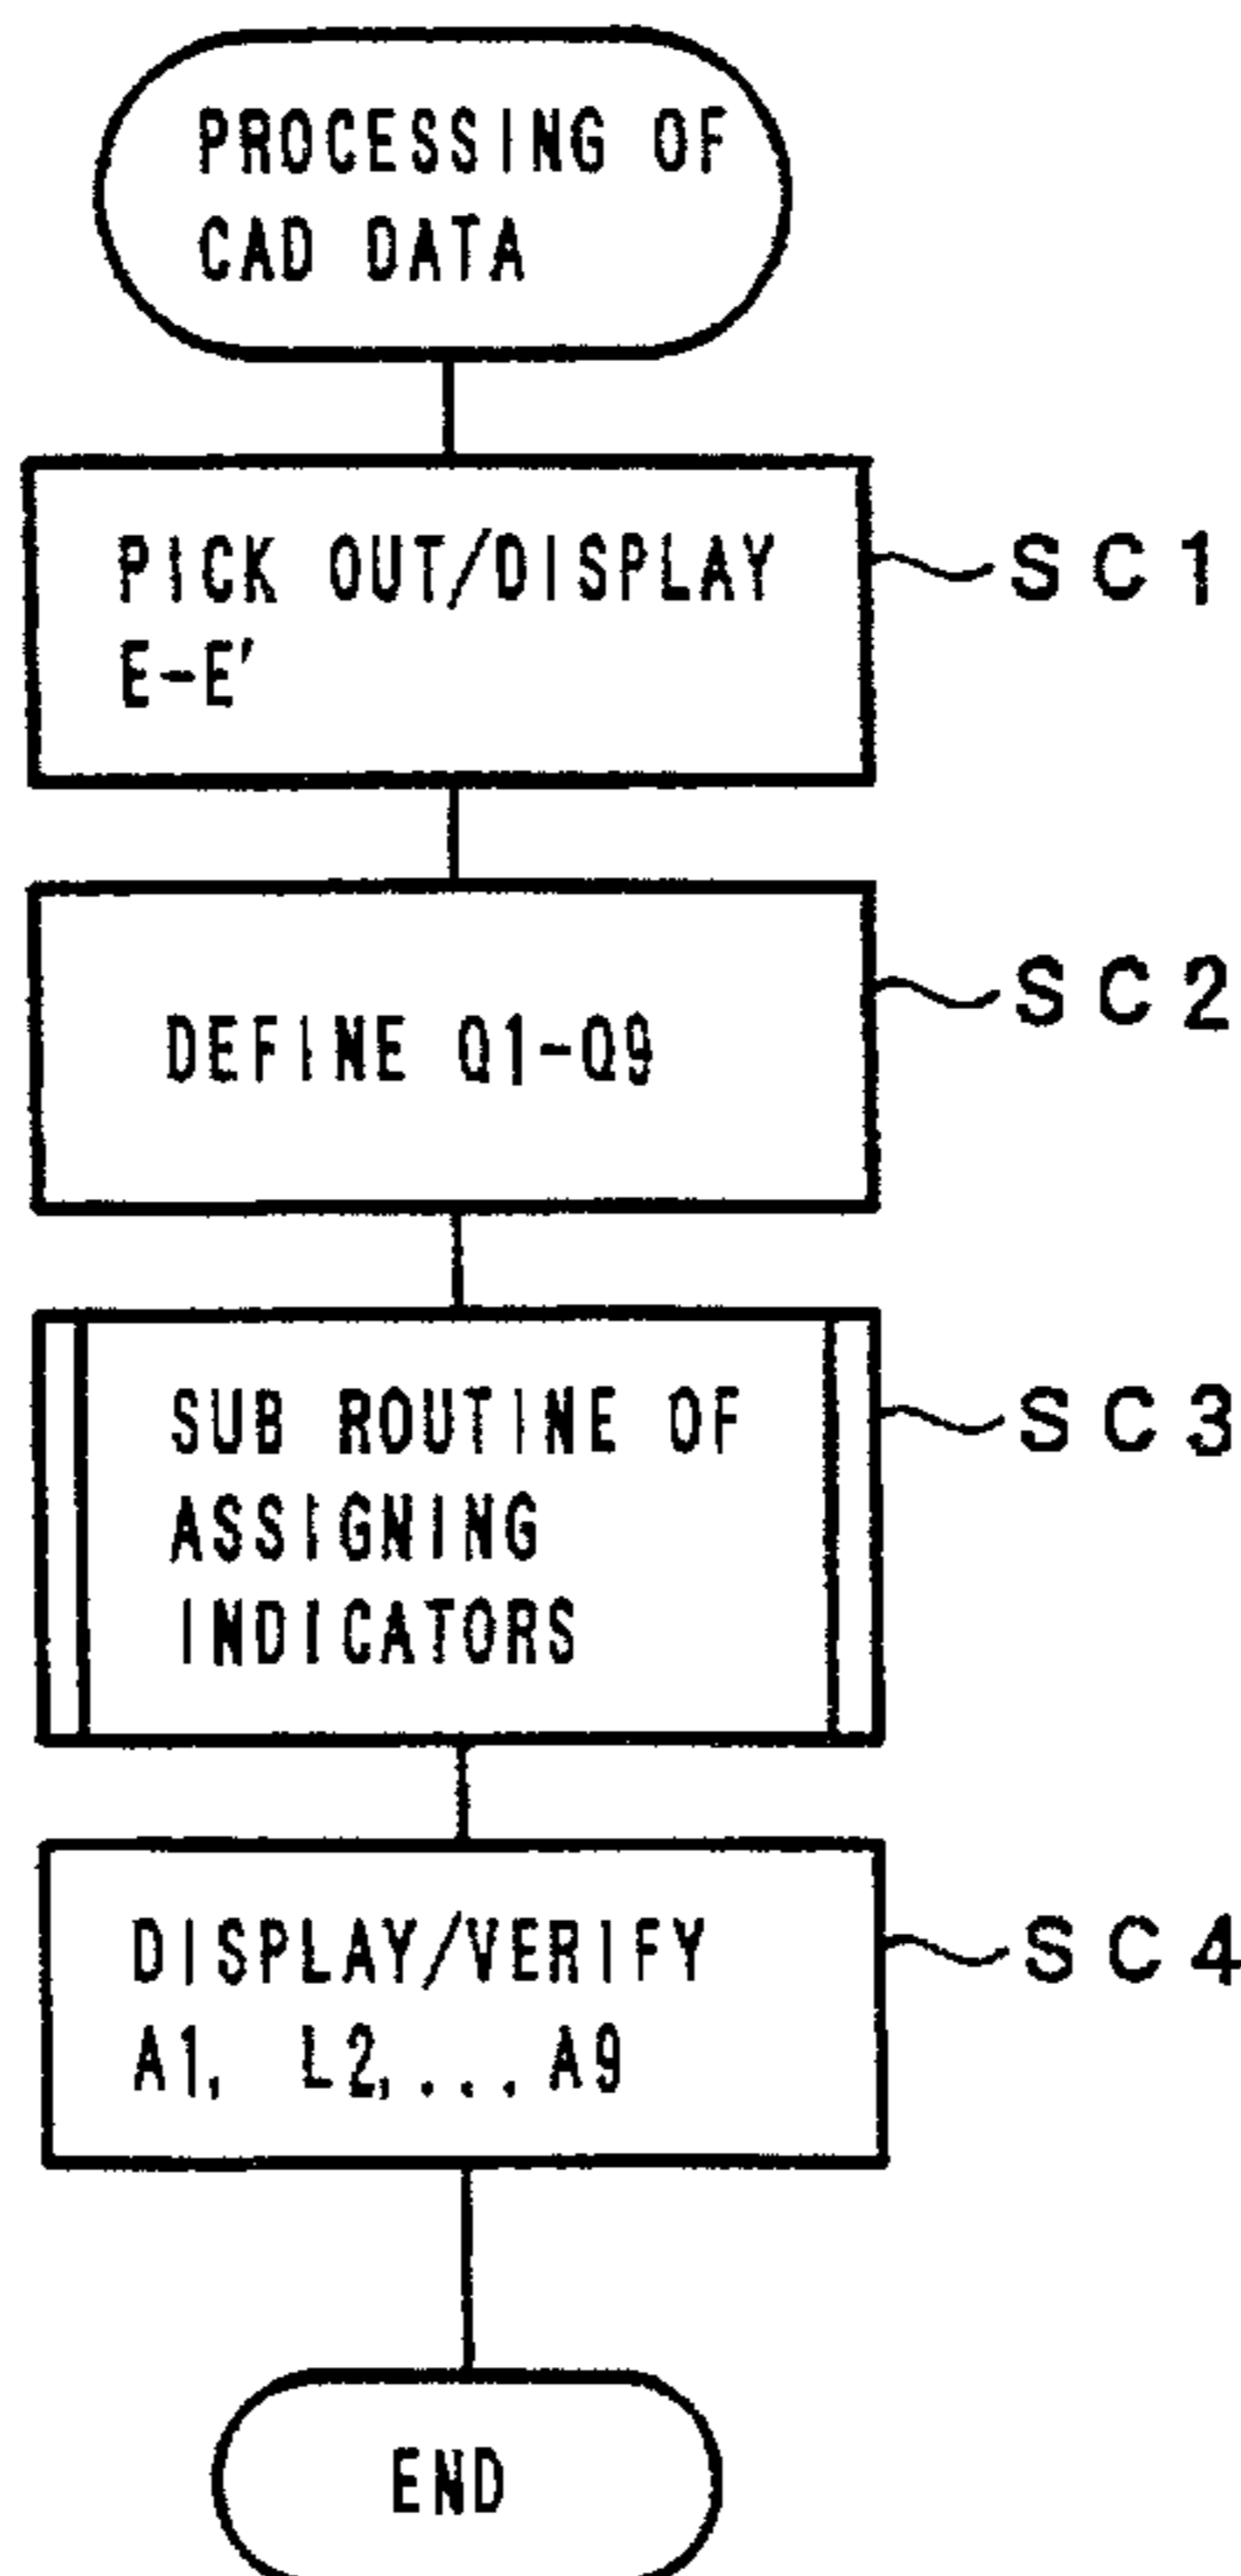 PROCESSING OF
CAD DATA
PICK OUT/DISPLAY
E-E'
SC1
DEFINE Q1-Q9
SC2
SUB ROUTINE OF
ASSIGNING
INDICATORS
SC3
DISPLAY/VERIFY
A1, L2,...A9
SC4
END